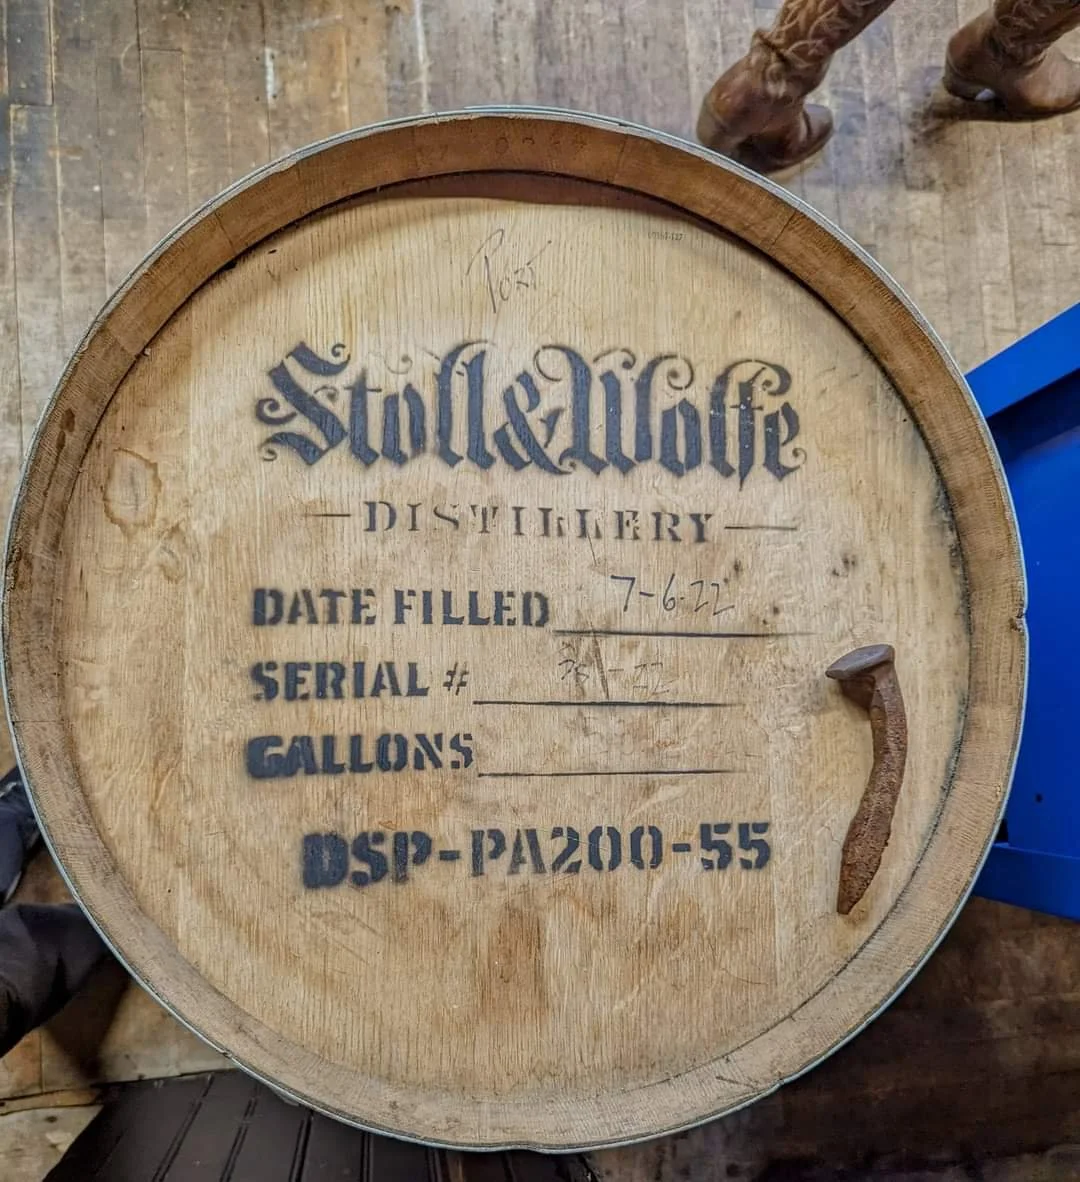 Port
Stoll & Wolfe
DISTILLERY
DATE FILLED 7-6-22
SERIAL #
GALLONS
DSP-PA200-55